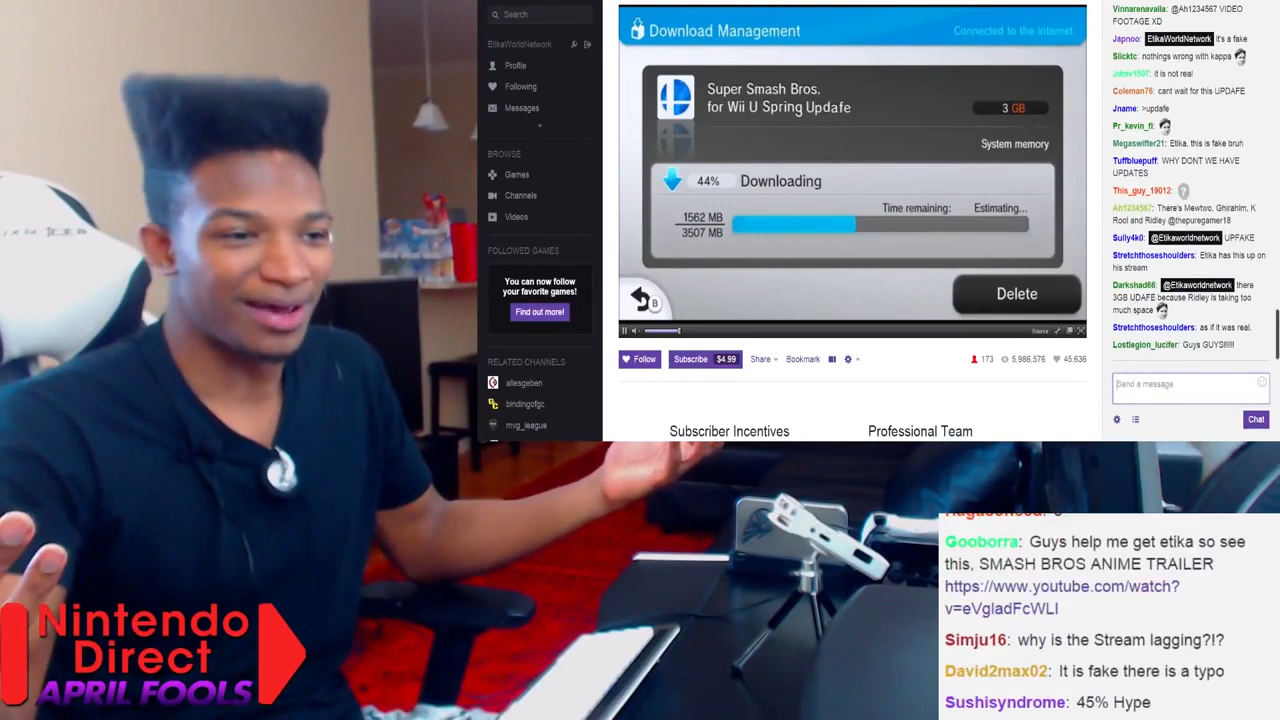 Search
EtikaWorldNetwork
Profile
Following
Messages
BROWSE
Games
Channels
Videos
FOLLOWED GAMES
You can now follow
your favorite games!
Find out more!
RELATED CHANNELS
allesgeben
bindingofgc
mvg_league
Download Management
Connected to the internet
Super Smash Bros.
for Wii U Spring Updafe
3 GB
System memory
44% Downloading
Time remaining: Estimating...
1562 MB
3507 MB
B
Delete
Source
Follow
Subscribe $4.99
Share
Bookmark
173
5,986,576
45,636
Subscriber Incentives
Professional Team
Vinnarenavalla: @Ah1234567 VIDEO
FOOTAGE XD
Japnoo: EtikaWorldNetwork it's a fake
Slicktc: nothings wrong with kappa
Jdmv1507: it is not real
Coleman76: cant wait for this UPDAFE
Jname: >updafe
Pr_kevin_fl:
Megaswifter21: Etika, this is fake bruh
Tuffbluepuff: WHY DONT WE HAVE
UPDATES
This_guy_19012:
Ah1234567: There's Mewtwo, Ghirahim, K
Rool and Ridley @thepuregamer18
Sully4k0: @Etikaworldnetwork UPFAKE
Stretchthoseshoulders: Etika has this up on
his stream
Darkshad66: @Etikaworldnetwork there
3GB UDAFE because Ridley is taking too
much space
Stretchthoseshoulders: as if it was real.
Lostlegion_lucifer: Guys GUYS!!!!!!
Send a message
Chat
Gooborra: Guys help me get etika so see
this, SMASH BROS ANIME TRAILER
https://www.youtube.com/watch?
v=eVgladFcWLI
Simju16: why is the Stream lagging?!?
David2max02: It is fake there is a typo
Sushisyndrome: 45% Hype
Nintendo
Direct
APRIL FOOLS